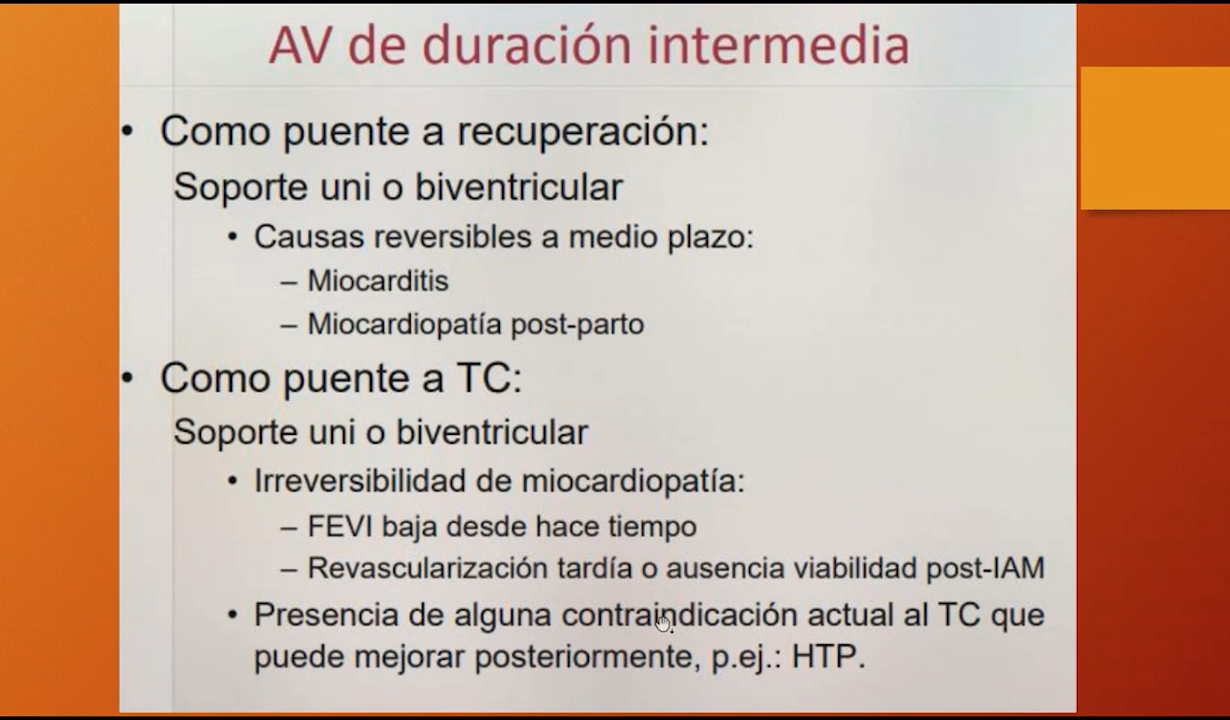 AV de duración intermedia
• Como puente a recuperación:
Soporte uni o biventricular
• Causas reversibles a medio plazo:
– Miocarditis
– Miocardiopatía post-parto
• Como puente a TC:
Soporte uni o biventricular
• Irreversibilidad de miocardiopatía:
– FEVI baja desde hace tiempo
– Revascularización tardía o ausencia viabilidad post-IAM
• Presencia de alguna contraindicación actual al TC que
puede mejorar posteriormente, p.ej.: HTP.